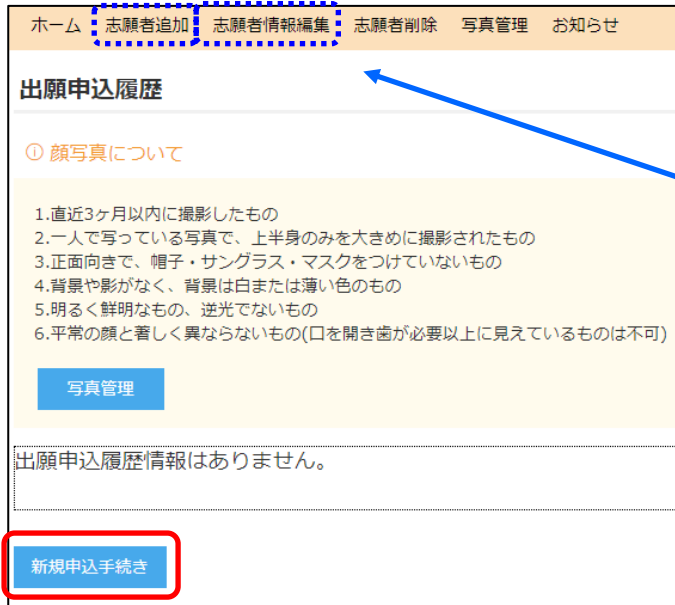 ホーム 志願者追加 志願者情報編集 志願者削除 写真管理 お知らせ
出願申込履歴
顔写真について
1.直近3ヶ月以内に撮影したもの
2.一人で写っている写真で、上半身のみを大きめに撮影されたもの
3.正面向きで、帽子・サングラス・マスクをつけていないもの
4.背景や影がなく、背景は白または薄い色のもの
5.明るく鮮明なもの、逆光でないもの
6.平常の顔と著しく異ならないもの(口を開き歯が必要以上に見えているものは不可)
写真管理
出願申込履歴情報はありません。
新規申込手続き